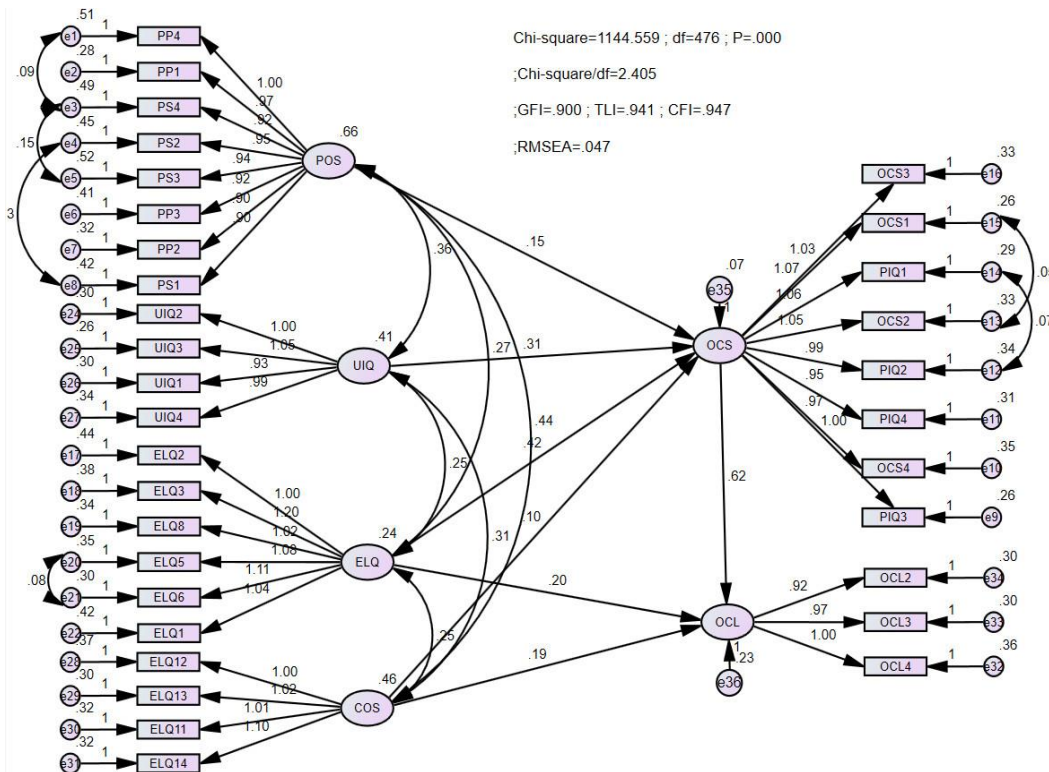 Chi-square=1144.559 ; df=476 ; P=.000
;Chi-square/df=2.405
;GFI=.900 ; TLI=.941 ; CFI=.947
;RMSEA=.047
.51
e1 1 PP4
.28
e2 1 PP1
.09
.49
e3 1 PS4
.45
e4 1 PS2
.15
.52
e5 1 PS3
.41
e6 1 PP3
3
.32
e7 1 PP2
.42
e8 1 PS1
.30
e24 1 UIQ2
.26
e25 1 UIQ3
.30
e26 1 UIQ1
.34
e27 1 UIQ4
.44
e17 1 ELQ2
.38
e18 1 ELQ3
.34
e19 1 ELQ8
.35
e20 1 ELQ5
.08
.30
e21 1 ELQ6
.42
e22 1 ELQ1
.37
e28 1 ELQ12
.30
e29 1 ELQ13
.32
e30 1 ELQ11
.32
e31 1 ELQ14
1.00
.97
.92
.95
.94
.92
.90
.90
.66
POS
1.00
1.05
.93
.99
.41
UIQ
1.00
1.20
1.02
1.08
1.11
1.04
.24
ELQ
1.00
1.02
1.01
1.10
.46
COS
.36
.27
.31
.25
.31
.25
.15
.31
.44
.42
.10
.20
.19
.62
.07
e35
1
OCS
OCL
1
.23
e36
1.03
1.07
1.06
1.05
.99
.95
.97
1.00
.92
.97
1.00
.33
OCS3 1 e16
.26
OCS1 1 e15
.29
PIQ1 1 e14
.05
.33
OCS2 1 e13
.07
.34
PIQ2 1 e12
.31
PIQ4 1 e11
.35
OCS4 1 e10
.26
PIQ3 1 e9
.30
OCL2 1 e34
.30
OCL3 1 e33
.36
OCL4 1 e32